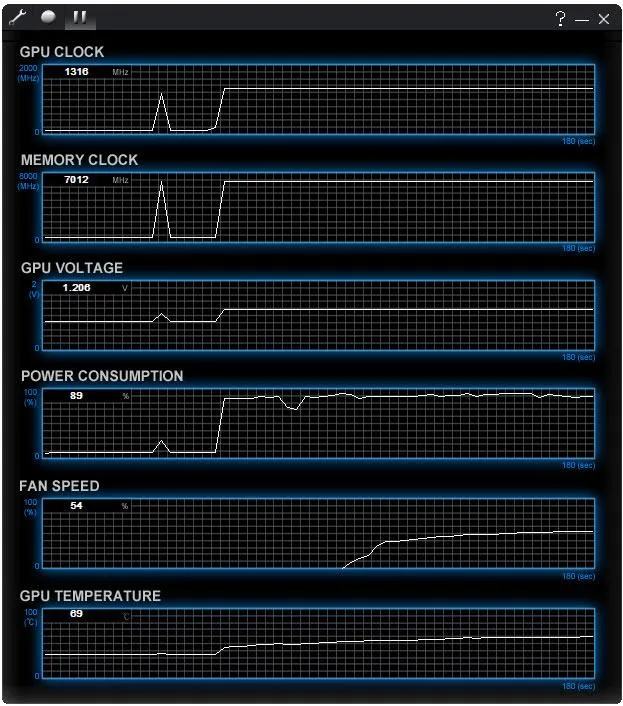 ?
GPU CLOCK
2000
(MHz)
1316 MHz
0
180 (sec)
MEMORY CLOCK
8000
(MHz)
7012 MHz
0
180 (sec)
GPU VOLTAGE
2
(V)
1.206 V
0
180 (sec)
POWER CONSUMPTION
100
(%)
89 %
0
180 (sec)
FAN SPEED
100
(%)
54 %
0
180 (sec)
GPU TEMPERATURE
100
(°C)
69 °C
0
180 (sec)